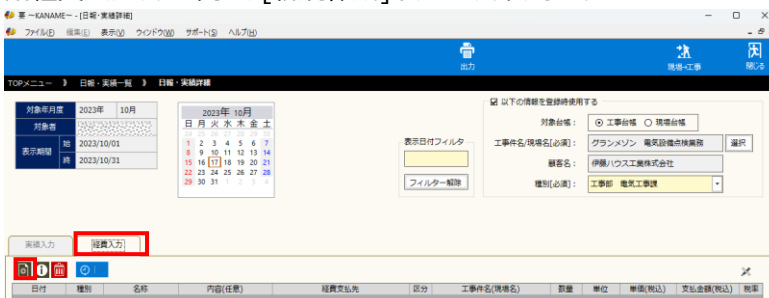 要 ～KANAME～ - [日報・実績詳細]
ファイル(F) 編集(E) 表示(V) ウィンドウ(W) サポート(S) ヘルプ(H)
出力 現場→工事 閉じる
TOPメニュー 》 日報・実績一覧 》 日報・実績詳細
対象年月度 2023年 10月
対象者
表示期間 始 2023/10/01
終 2023/10/31
2023年 10月
日 月 火 水 木 金 土
24 25 26 27 28 29 30
1 2 3 4 5 6 7
8 9 10 11 12 13 14
15 16 17 18 19 20 21
22 23 24 25 26 27 28
29 30 31 1 2 3 4
表示日付フィルタ
フィルター解除
以下の情報を登録時使用する
対象台帳： 工事台帳 現場台帳
工事件名/現場名[必須]： グランメゾン 電気設備点検業務 選択
顧客名： 伊藤ハウス工業株式会社
種別[必須]： 工事部 電気工事課
実績入力 経費入力
日付 種別 名称 内容(任意) 経費支払先 区分 工事件名(現場名) 数量 単位 単価(税込) 支払金額(税込) 税率